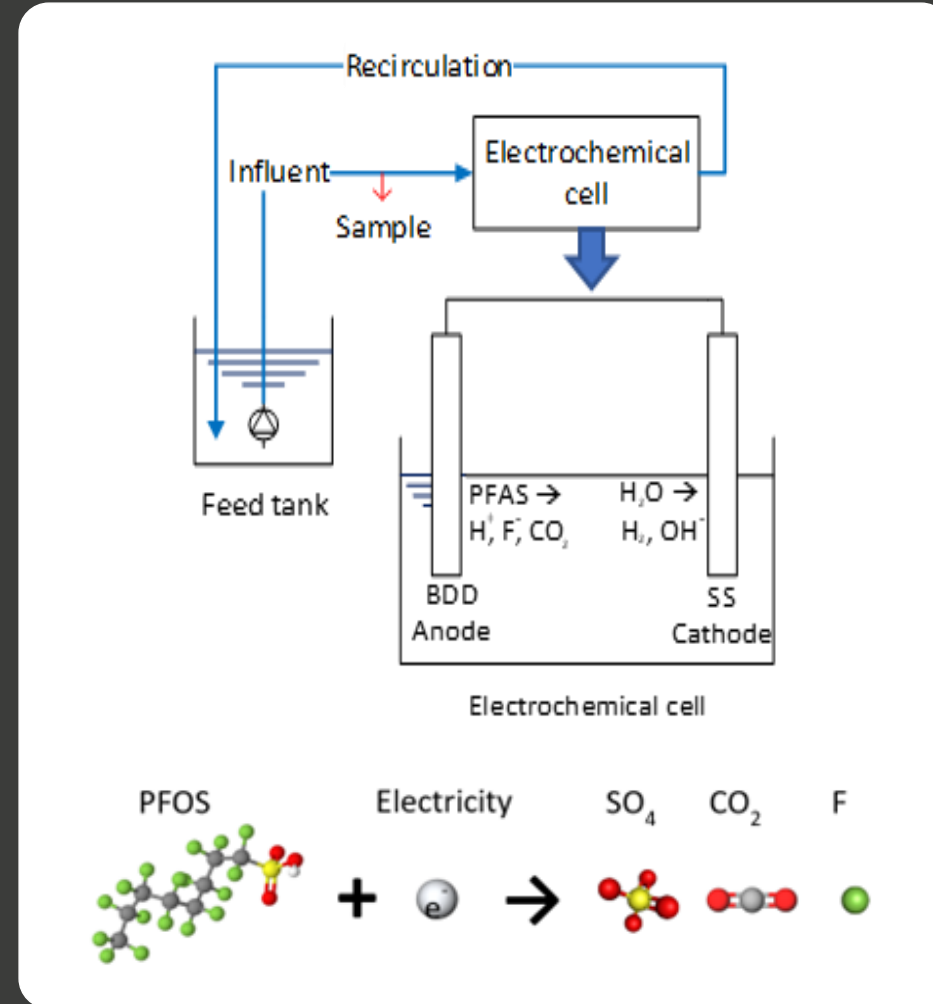 Recirculation
Influent
Electrochemical
cell
Sample
Feed tank
PFAS →
H⁺, F⁻, CO₂
H₂O →
H₂, OH⁻
BDD
Anode
SS
Cathode
Electrochemical cell
PFOS
Electricity
SO₄
CO₂
F
e⁻